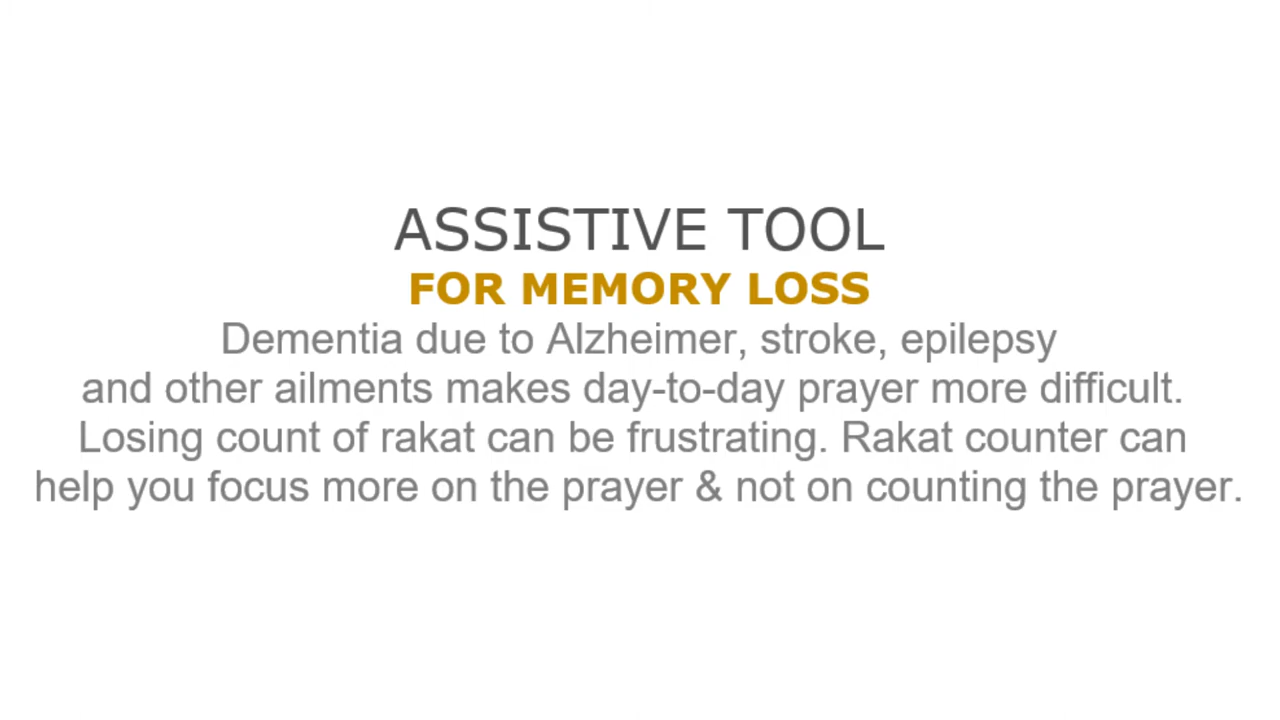 ASSISTIVE TOOL
FOR MEMORY LOSS
Dementia due to Alzheimer, stroke, epilepsy
and other ailments makes day-to-day prayer more difficult.
Losing count of rakat can be frustrating. Rakat counter can
help you focus more on the prayer & not on counting the prayer.